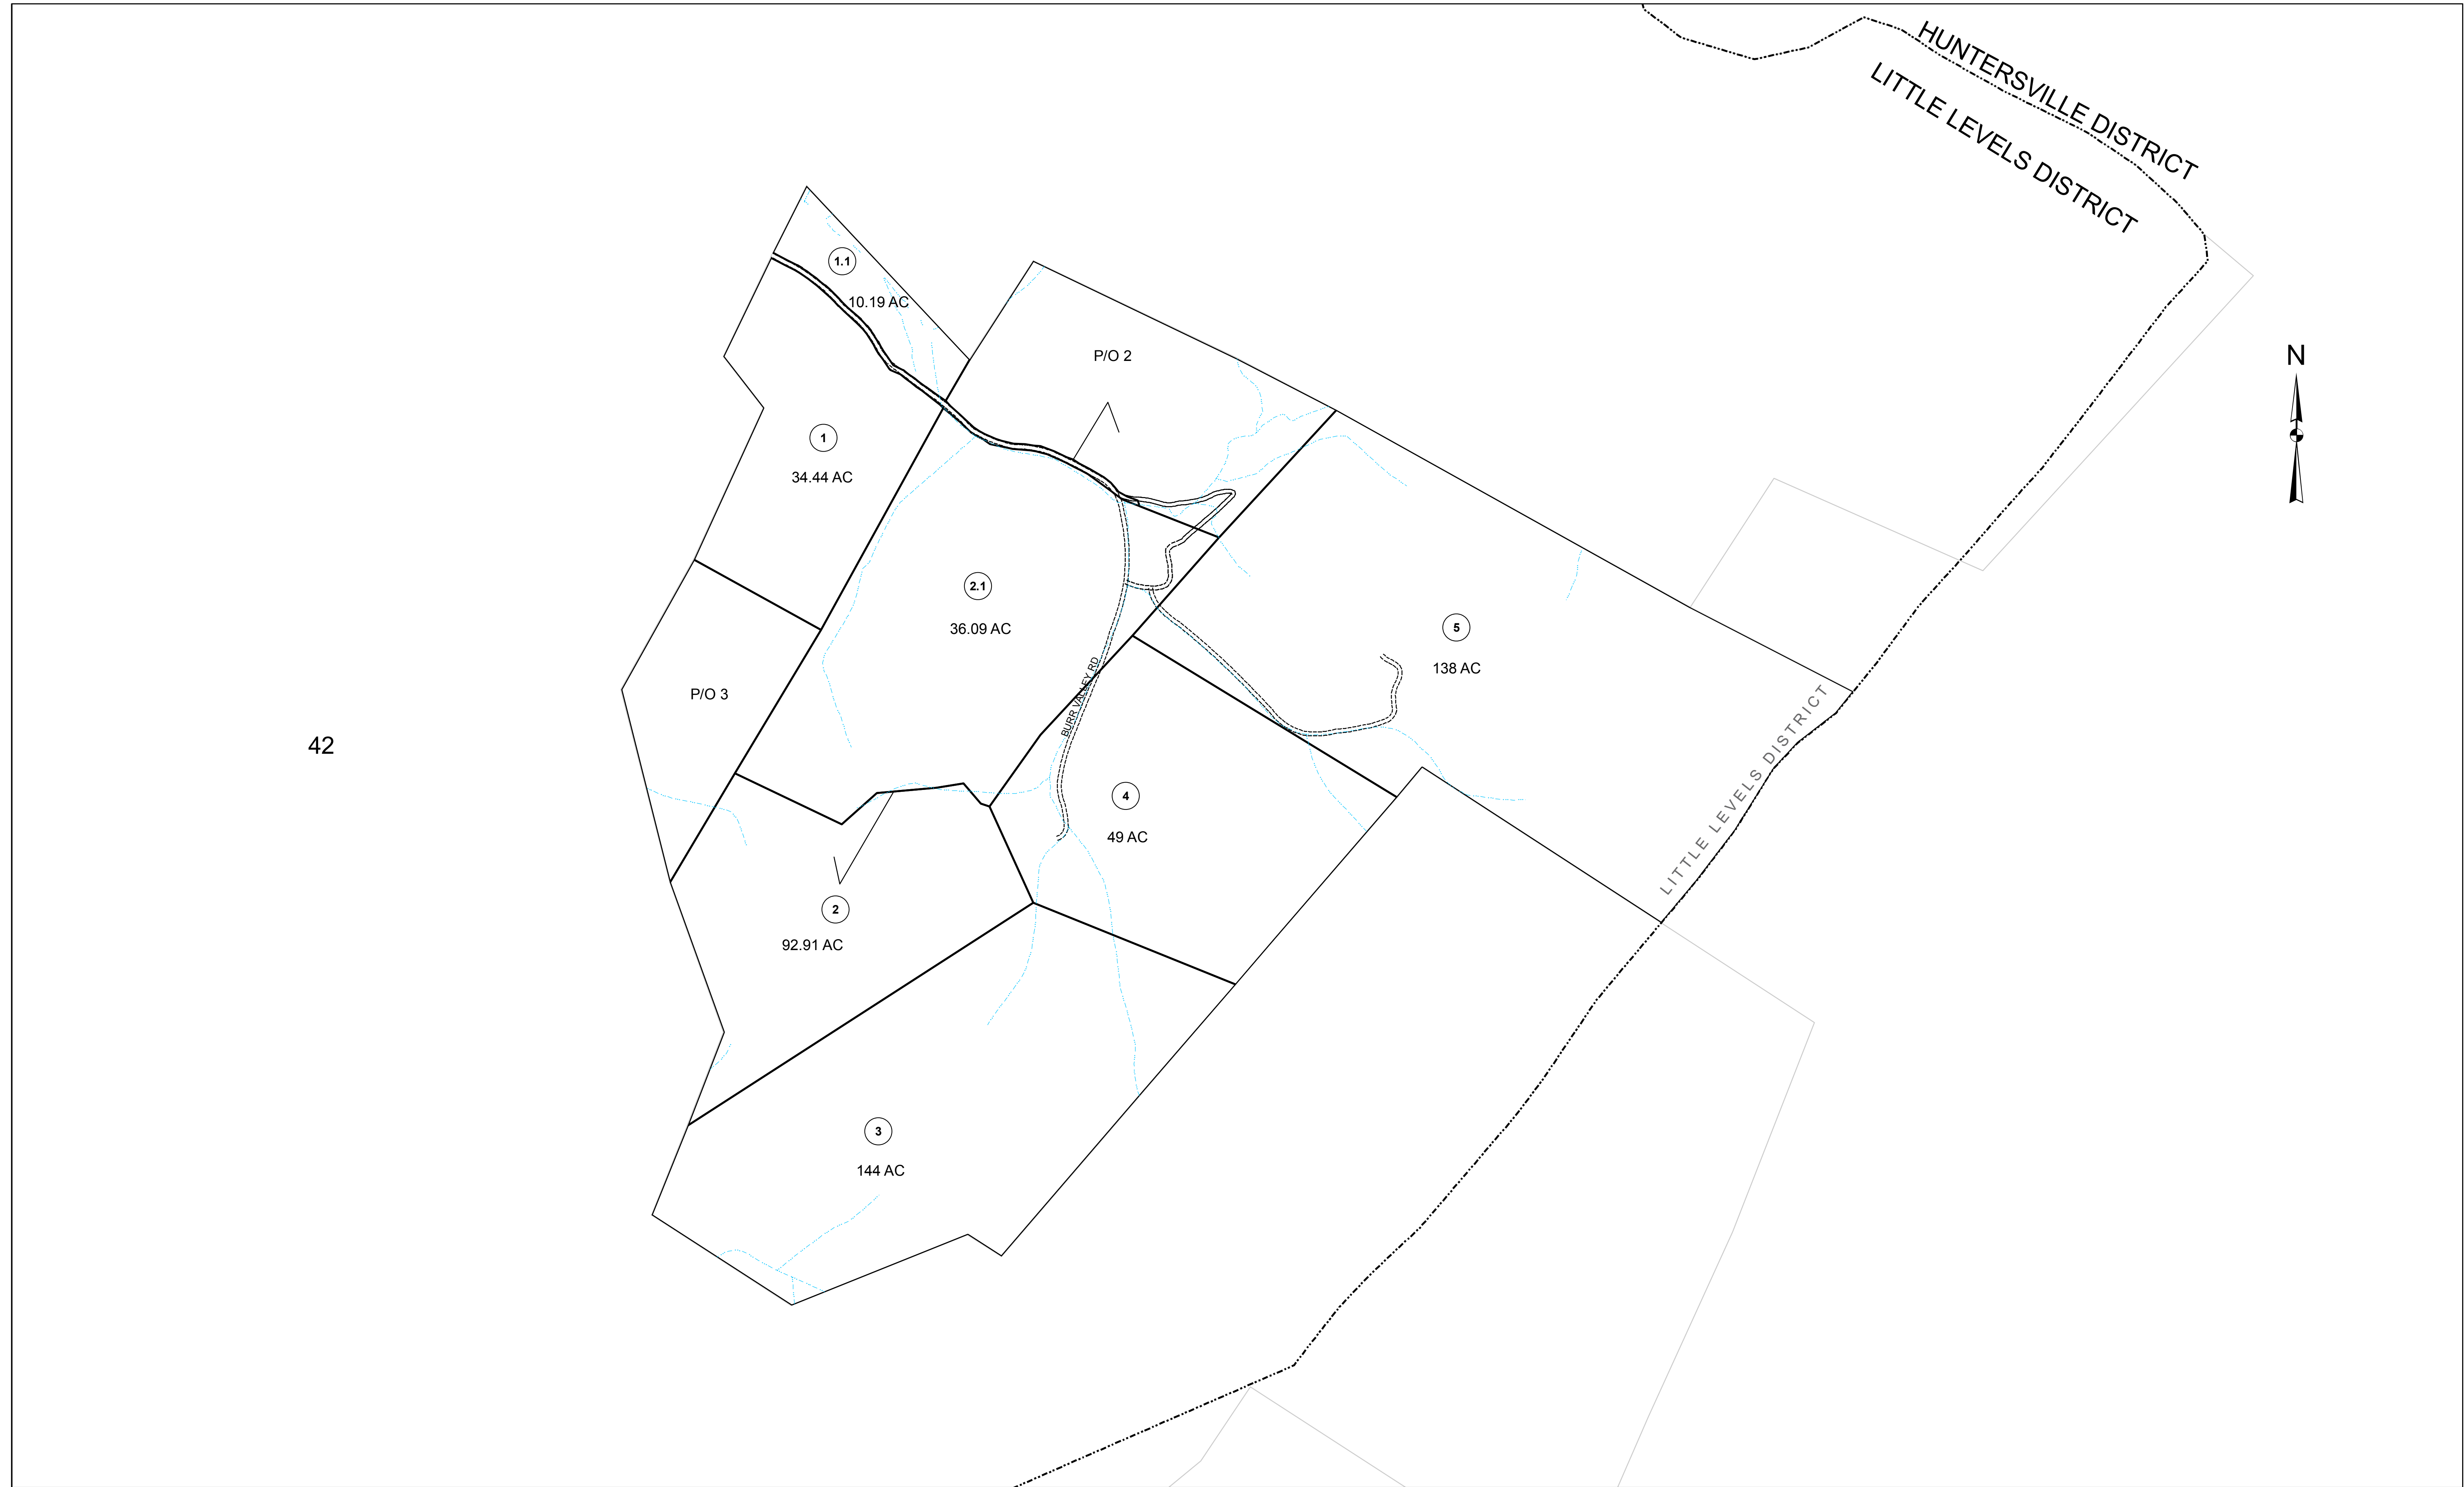 HUNTERSVILLE DISTRICT
LITTLE LEVELS DISTRICT
1.1
10.19 AC
N
P/O 2
1
34.44 AC
2.1
36.09 AC
5
138 AC
BURR VALLEY RD
P/O 3
LITTLE LEVELS DISTRICT
42
4
49 AC
2
92.91 AC
3
144 AC